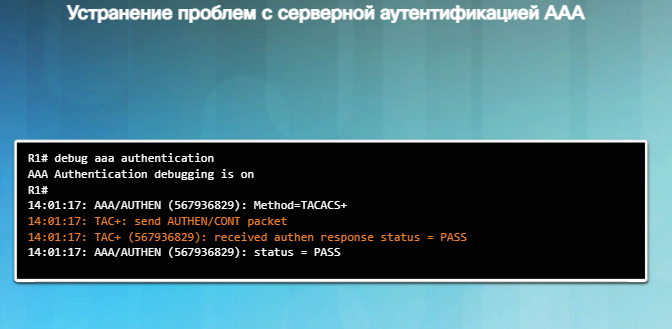 Устранение проблем с серверной аутентификацией ААА
R1# debug aaa authentication
AAA Authentication debugging is on
R1#
14:01:17: AAA/AUTHEN (567936829): Method=TACACS+
14:01:17: TAC+: send AUTHEN/CONT packet
14:01:17: TAC+ (567936829): received authen response status = PASS
14:01:17: AAA/AUTHEN (567936829): status = PASS